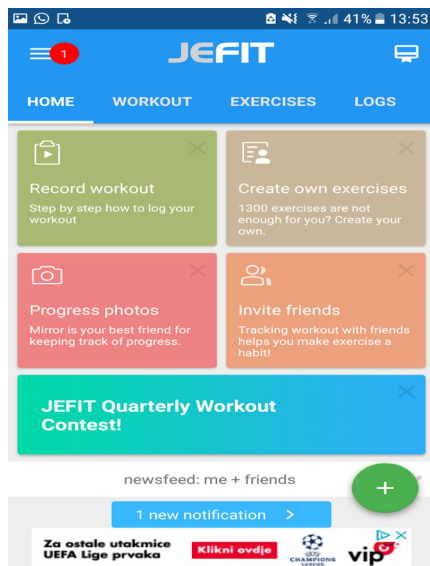 41% 13:53
1
JEFIT
HOME WORKOUT EXERCISES LOGS
Record workout
Step by step how to log your
workout
Create own exercises
1300 exercises are not
enough for you? Create your
own.
Progress photos
Mirror is your best friend for
keeping track of progress.
Invite friends
Tracking workout with friends
helps you make exercise a
habit!
JEFIT Quarterly Workout
Contest!
newsfeed: me + friends
+
1 new notification >
Za ostale utakmice
UEFA Lige prvaka
Klikni ovdje
CHAMPIONS
LEAGUE
vip